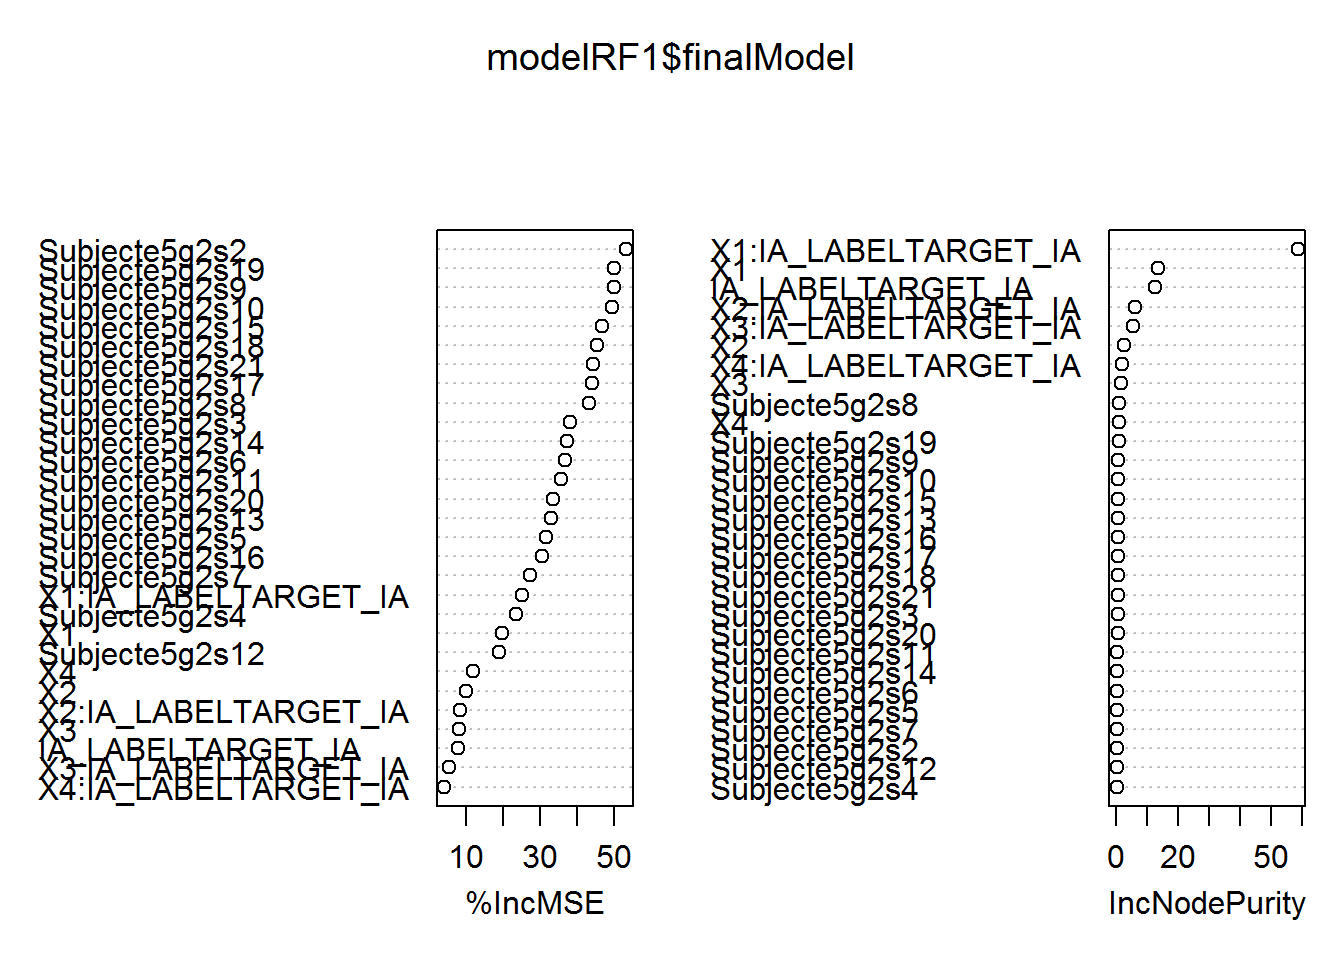 modelRF1$finalModel
Subjecte5g2s2
Subjecte5g2s19
Subjecte5g2s9
Subjecte5g2s10
Subjecte5g2s15
Subjecte5g2s18
Subjecte5g2s21
Subjecte5g2s17
Subjecte5g2s8
Subjecte5g2s3
Subjecte5g2s14
Subjecte5g2s6
Subjecte5g2s11
Subjecte5g2s20
Subjecte5g2s13
Subjecte5g2s5
Subjecte5g2s16
Subjecte5g2s7
X1:IA_LABELTARGET_IA
Subjecte5g2s4
X1
Subjecte5g2s12
X4
X2
X2:IA_LABELTARGET_IA
X3
IA_LABELTARGET_IA
X3:IA_LABELTARGET_IA
X4:IA_LABELTARGET_IA
10 30 50
%IncMSE
X1:IA_LABELTARGET_IA
X1
IA_LABELTARGET_IA
X2:IA_LABELTARGET_IA
X3:IA_LABELTARGET_IA
X2
X4:IA_LABELTARGET_IA
X3
Subjecte5g2s8
X4
Subjecte5g2s19
Subjecte5g2s9
Subjecte5g2s10
Subjecte5g2s15
Subjecte5g2s13
Subjecte5g2s16
Subjecte5g2s17
Subjecte5g2s18
Subjecte5g2s21
Subjecte5g2s3
Subjecte5g2s20
Subjecte5g2s11
Subjecte5g2s14
Subjecte5g2s6
Subjecte5g2s5
Subjecte5g2s7
Subjecte5g2s2
Subjecte5g2s12
Subjecte5g2s4
0 20 50
IncNodePurity